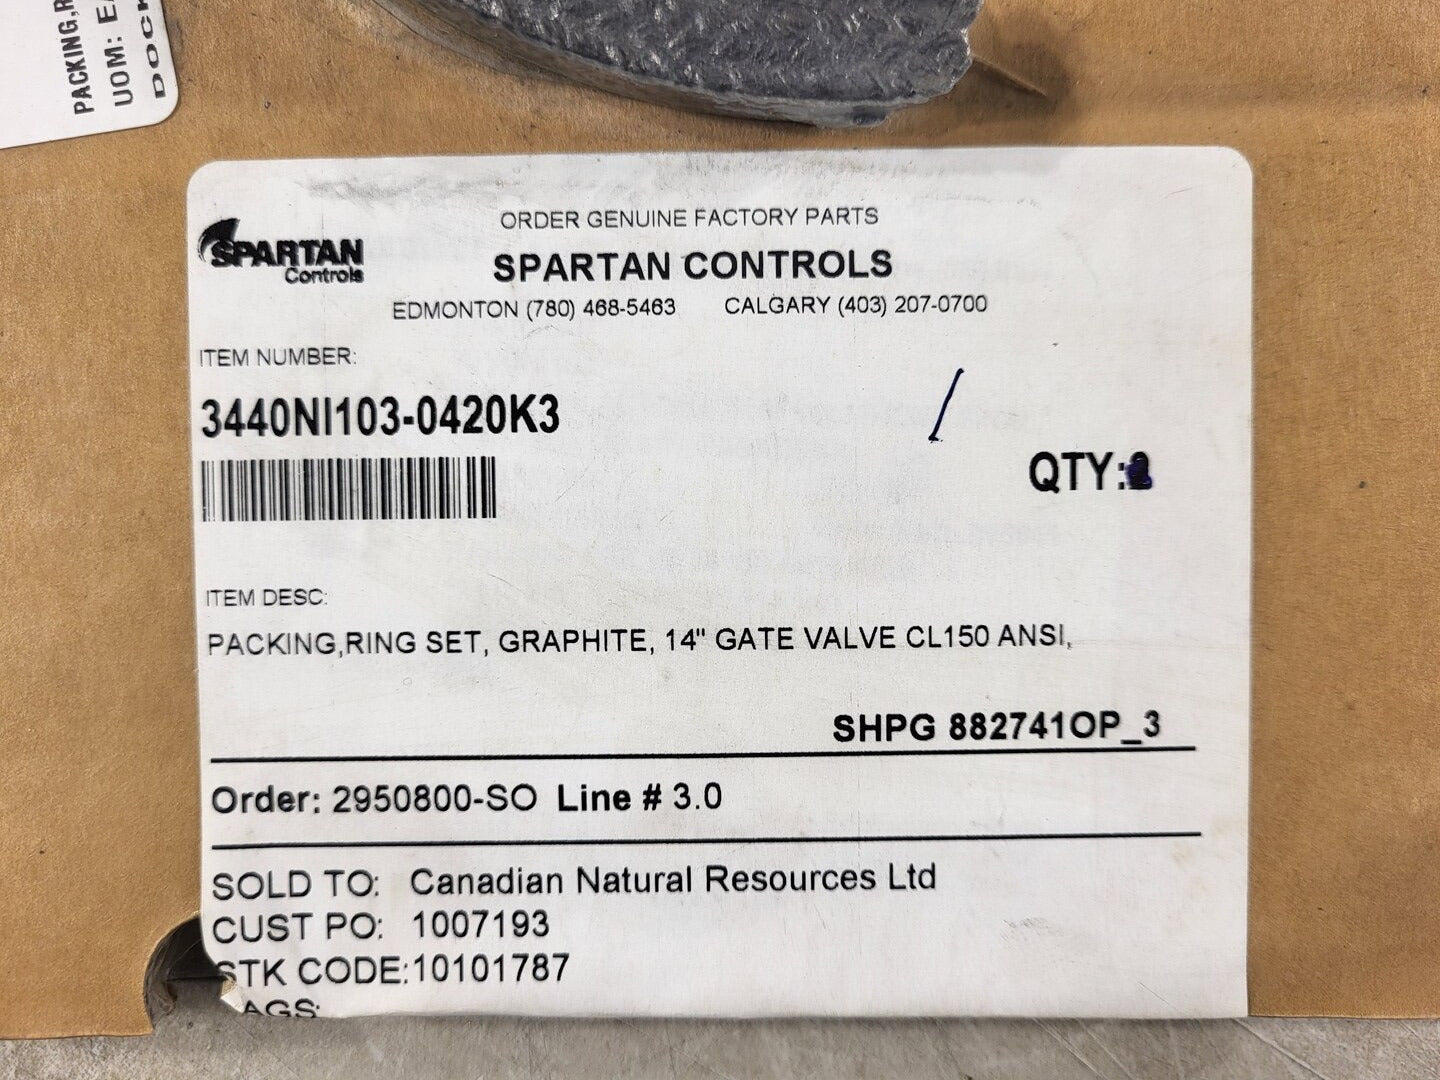 PACKING,R
UOM: EA
DOCK
SPARTAN
Controls
ORDER GENUINE FACTORY PARTS
SPARTAN CONTROLS
EDMONTON (780) 468-5463 CALGARY (403) 207-0700
ITEM NUMBER:
3440NI103-0420K3
/
QTY:
ITEM DESC:
PACKING,RING SET, GRAPHITE, 14" GATE VALVE CL150 ANSI,
SHPG 882741OP_3
Order: 2950800-SO Line # 3.0
SOLD TO: Canadian Natural Resources Ltd
CUST PO: 1007193
STK CODE:10101787
AGS: